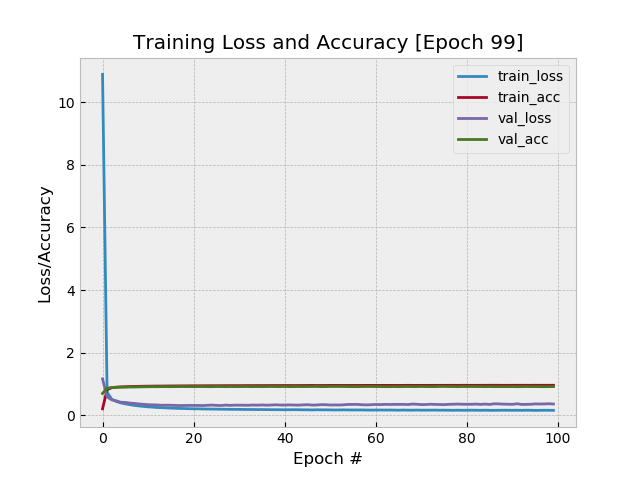 Training Loss and Accuracy [Epoch 99]
train_loss
train_acc
val_loss
val_acc
Loss/Accuracy
10
8
6
4
2
0
0 20 40 60 80 100
Epoch #